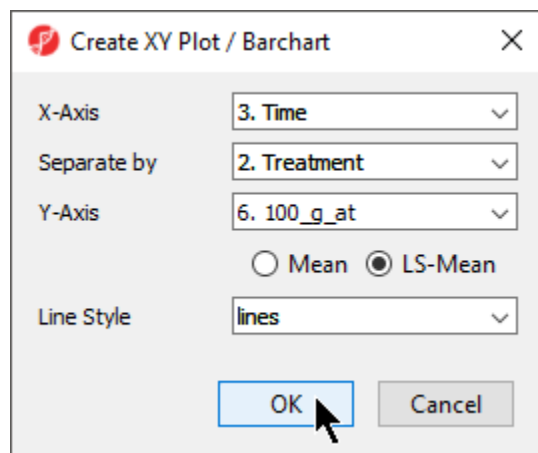 Create XY Plot / Barchart
X-Axis 3. Time
Separate by 2. Treatment
Y-Axis 6. 100_g_at
Mean LS-Mean
Line Style lines
OK Cancel